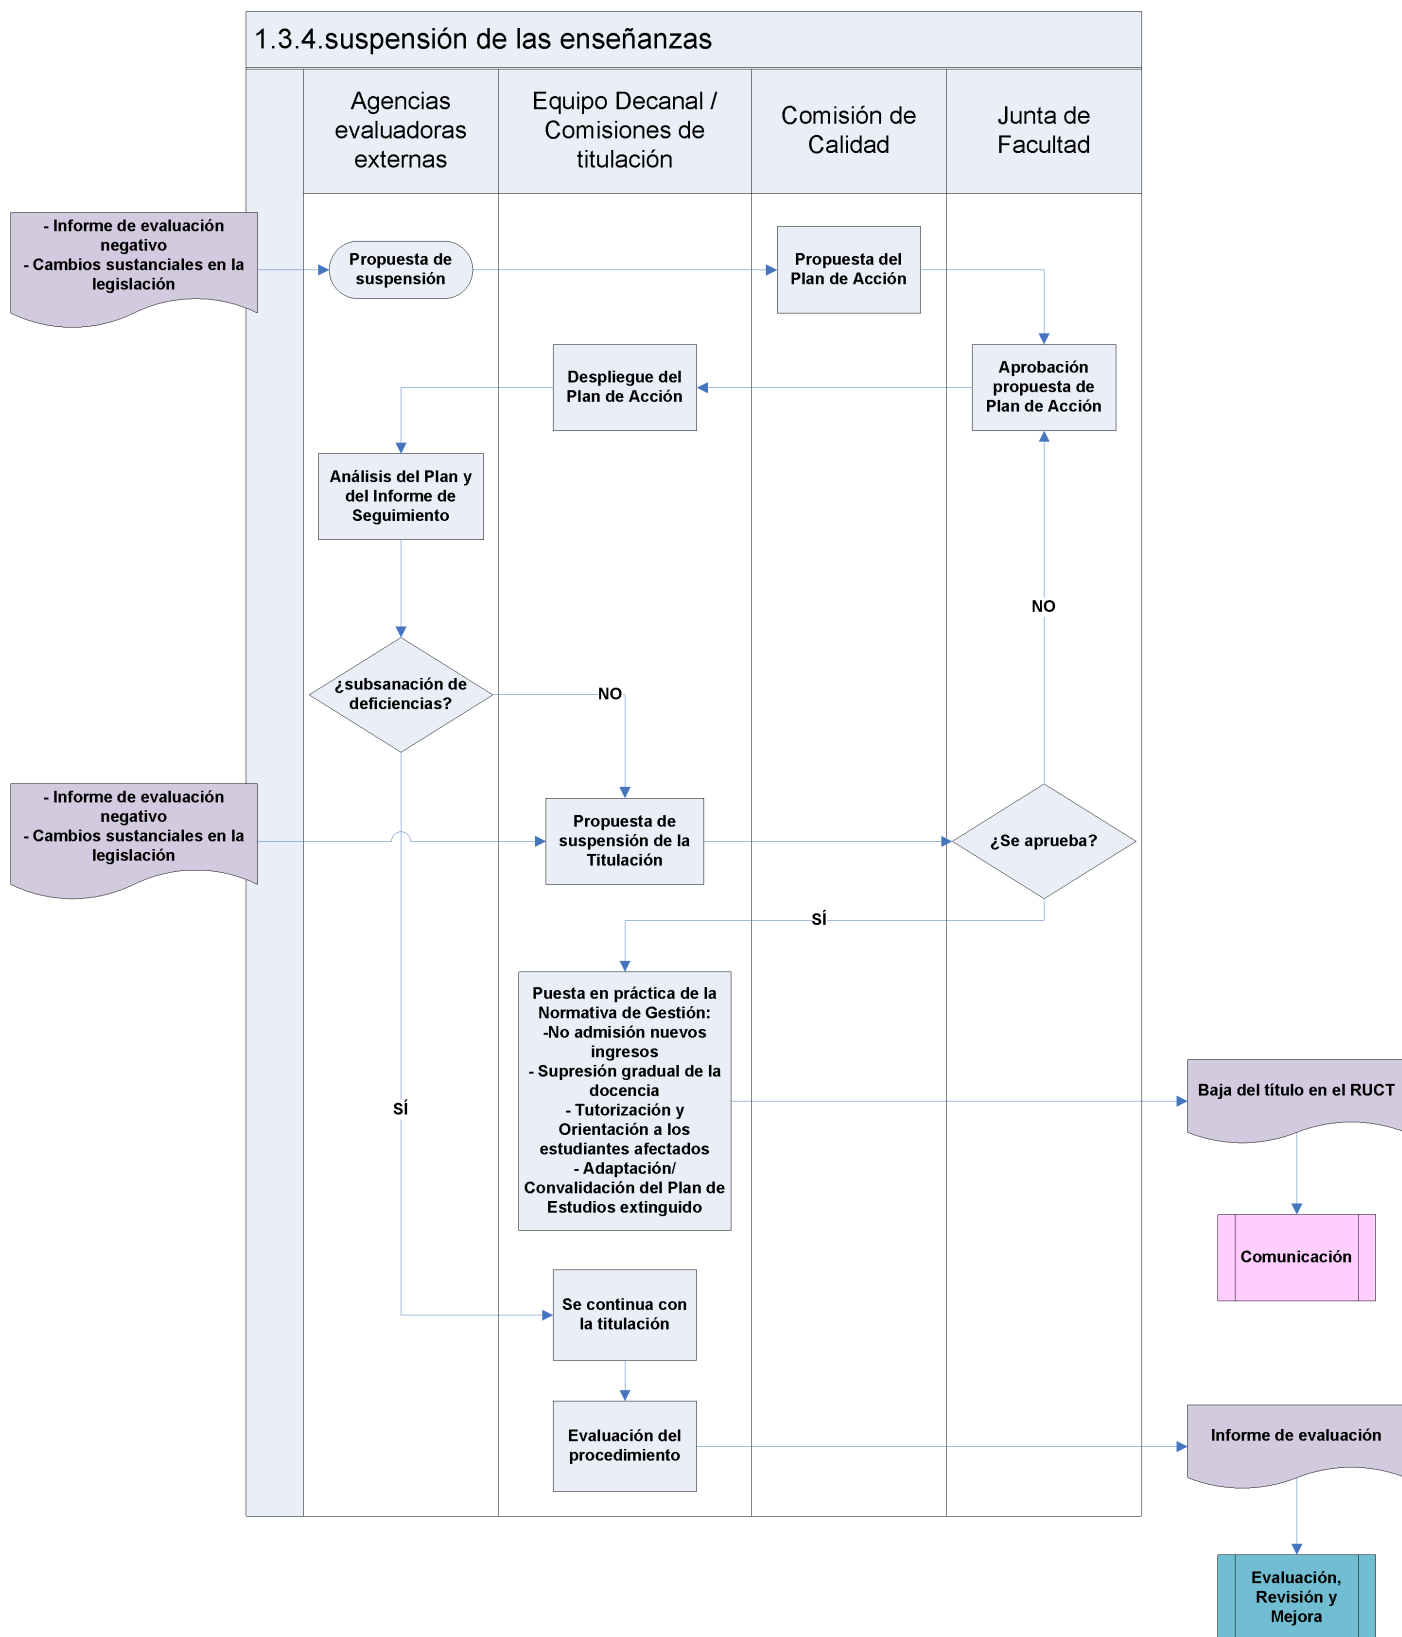 1.3.4.suspensión de las enseñanzas
Agencias
evaluadoras
externas
Equipo Decanal /
Comisiones de
titulación
Comisión de
Calidad
Junta de
Facultad
- Informe de evaluación
negativo
- Cambios sustanciales en la
legislación
Propuesta de
suspensión
Propuesta del
Plan de Acción
Despliegue del
Plan de Acción
Aprobación
propuesta de
Plan de Acción
Análisis del Plan y
del Informe de
Seguimiento
NO
¿subsanación de
deficiencias?
NO
- Informe de evaluación
negativo
- Cambios sustanciales en la
legislación
Propuesta de
suspensión de la
Titulación
¿Se aprueba?
SÍ
Puesta en práctica de la
Normativa de Gestión:
-No admisión nuevos
ingresos
- Supresión gradual de la
docencia
- Tutorización y
Orientación a los
estudiantes afectados
- Adaptación/
Convalidación del Plan de
Estudios extinguido
SÍ
Baja del título en el RUCT
Comunicación
Se continua con
la titulación
Evaluación del
procedimiento
Informe de evaluación
Evaluación,
Revisión y
Mejora